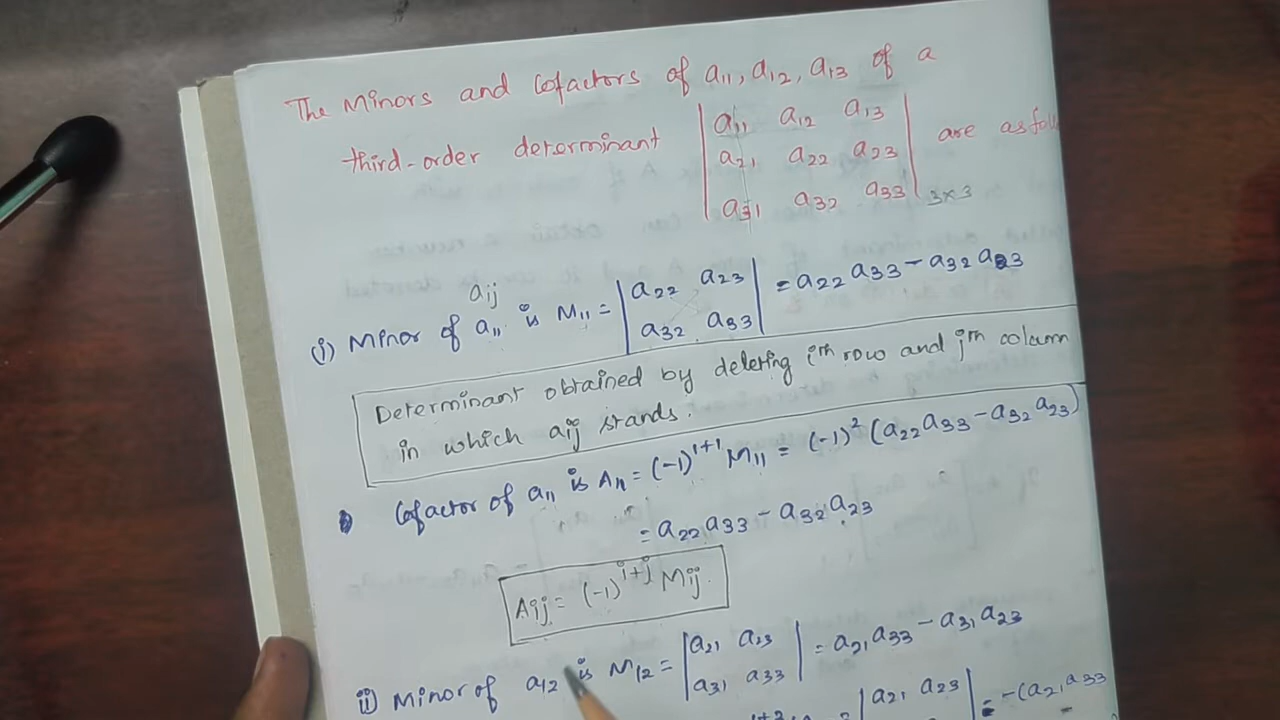 The Minors and Cofactors of a₁₁, a₁₂, a₁₃ of a
third-order determinant | a₁₁ a₁₂ a₁₃ | are as follo
| a₂₁ a₂₂ a₂₃ |
| a₃₁ a₃₂ a₃₃ | 3×3
aij
(i) Minor of a₁₁ is M₁₁ = | a₂₂ a₂₃ | = a₂₂ a₃₃ - a₃₂ a₂₃
| a₃₂ a₃₃ |
Determinant obtained by deleting iᵗʰ row and jᵗʰ column
in which aij stands.
Cofactor of a₁₁ is A₁₁ = (-1)¹⁺¹ M₁₁ = (-1)² (a₂₂ a₃₃ - a₃₂ a₂₃)
= a₂₂ a₃₃ - a₃₂ a₂₃
Aij = (-1)^i+j Mij
ii) Minor of a₁₂ is M₁₂ = | a₂₁ a₂₃ | = a₂₁ a₃₃ - a₃₁ a₂₃
| a₃₁ a₃₃ |
| a₂₁ a₂₃ | = -(a₂₁ a₃₃